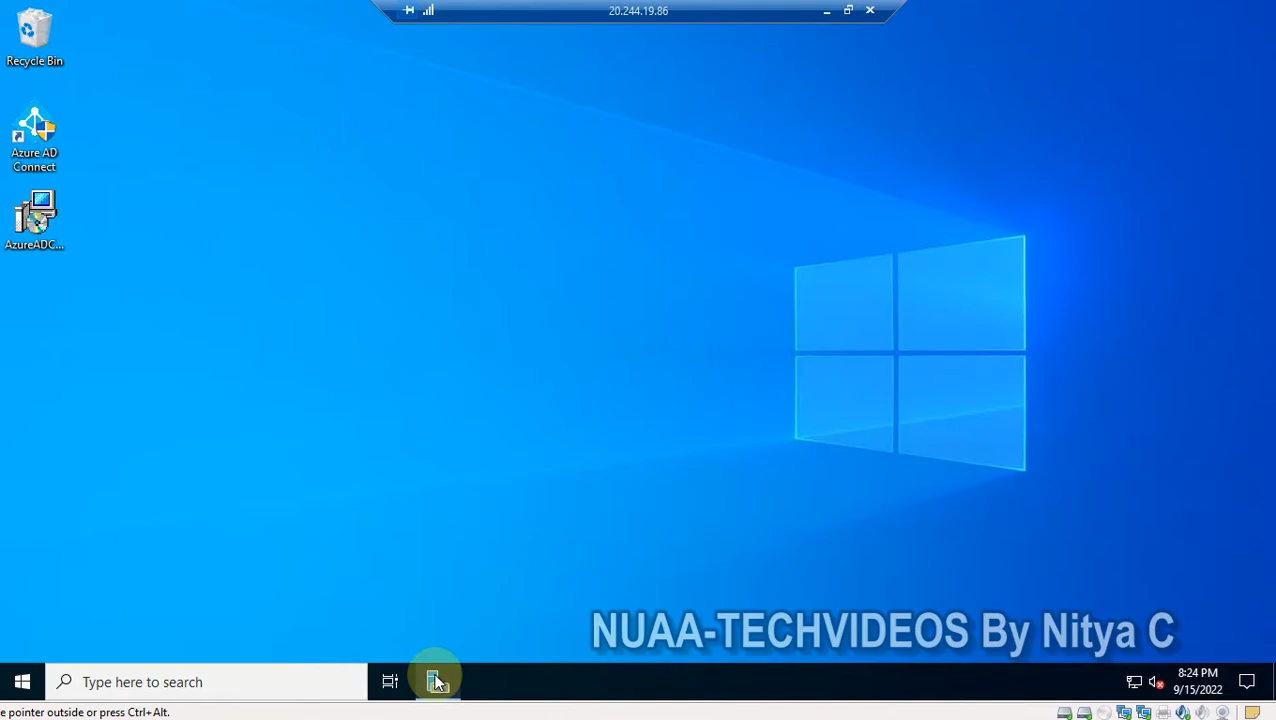 20.244.19.86
Recycle Bin
Azure AD
Connect
AzureADC...
NUAA-TECHVIDEOS By Nitya C
Type here to search
8:24 PM
9/15/2022
e pointer outside or press Ctrl+Alt.